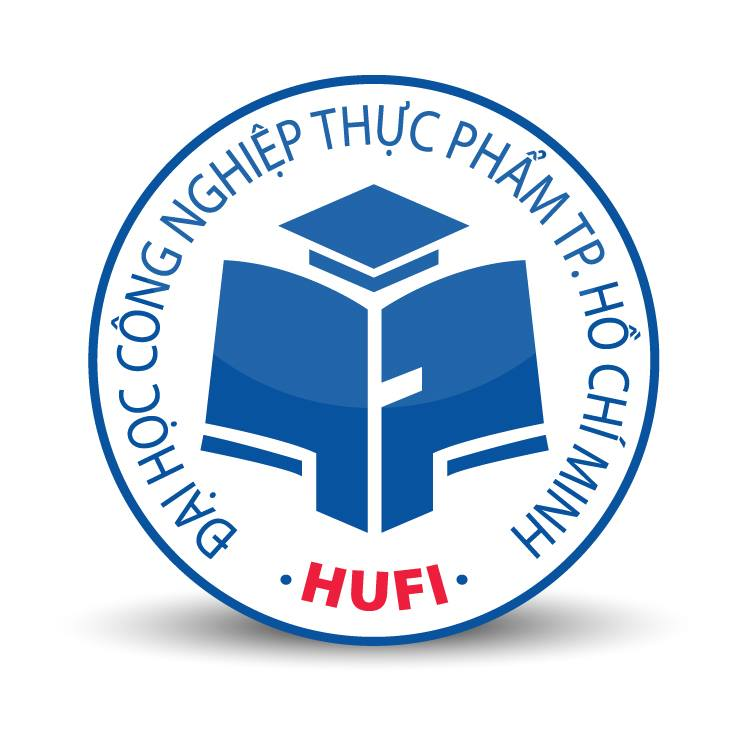 ĐẠI HỌC CÔNG NGHIỆP THỰC PHẨM TP. HỒ CHÍ MINH
• HUFI •